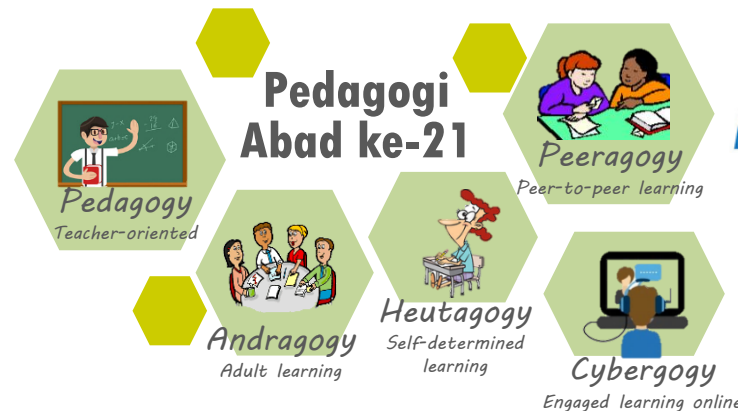 Pedagogi
Abad ke-21
Pedagogy
Teacher-oriented
Andragogy
Adult learning
Heutagogy
Self-determined
learning
Peeragogy
Peer-to-peer learning
Cybergogy
Engaged learning online